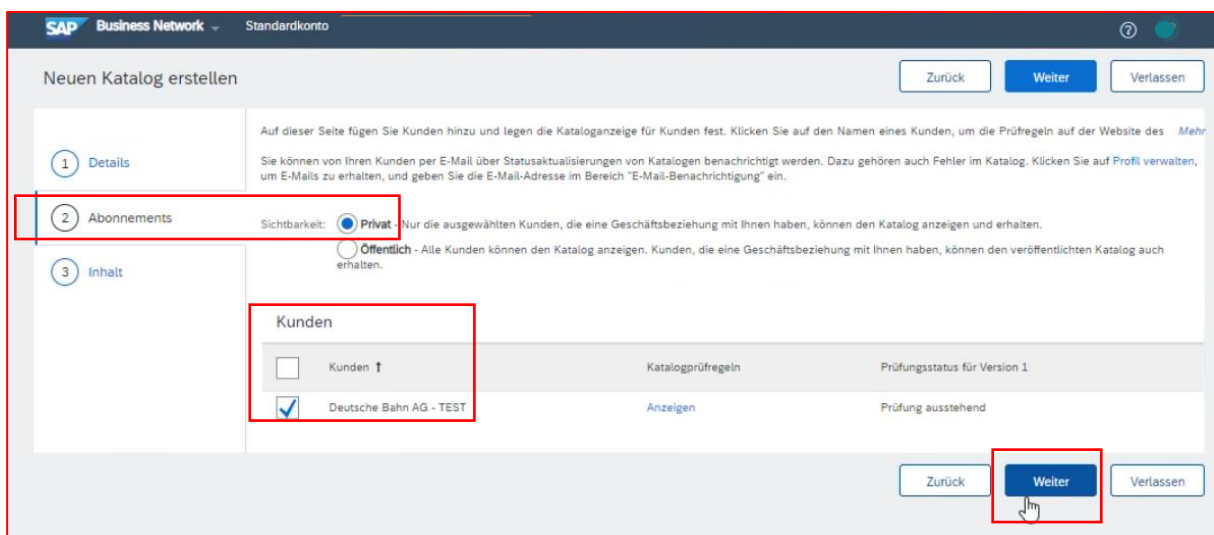 SAP Business Network Standardkonto
Neuen Katalog erstellen
Zurück Weiter Verlassen
Auf dieser Seite fügen Sie Kunden hinzu und legen die Kataloganzeige für Kunden fest. Klicken Sie auf den Namen eines Kunden, um die Prüfregeln auf der Website des Mehr
1 Details
Sie können von Ihren Kunden per E-Mail über Statusaktualisierungen von Katalogen benachrichtigt werden. Dazu gehören auch Fehler im Katalog. Klicken Sie auf Profil verwalten,
um E-Mails zu erhalten, und geben Sie die E-Mail-Adresse im Bereich "E-Mail-Benachrichtigung" ein.
2 Abonnements
Sichtbarkeit: Privat - Nur die ausgewählten Kunden, die eine Geschäftsbeziehung mit Ihnen haben, können den Katalog anzeigen und erhalten.
Öffentlich - Alle Kunden können den Katalog anzeigen. Kunden, die eine Geschäftsbeziehung mit Ihnen haben, können den veröffentlichten Katalog auch
erhalten.
3 Inhalt
Kunden
Kunden ↑ Katalogprüfregeln Prüfungsstatus für Version 1
Deutsche Bahn AG - TEST Anzeigen Prüfung ausstehend
Zurück Weiter Verlassen